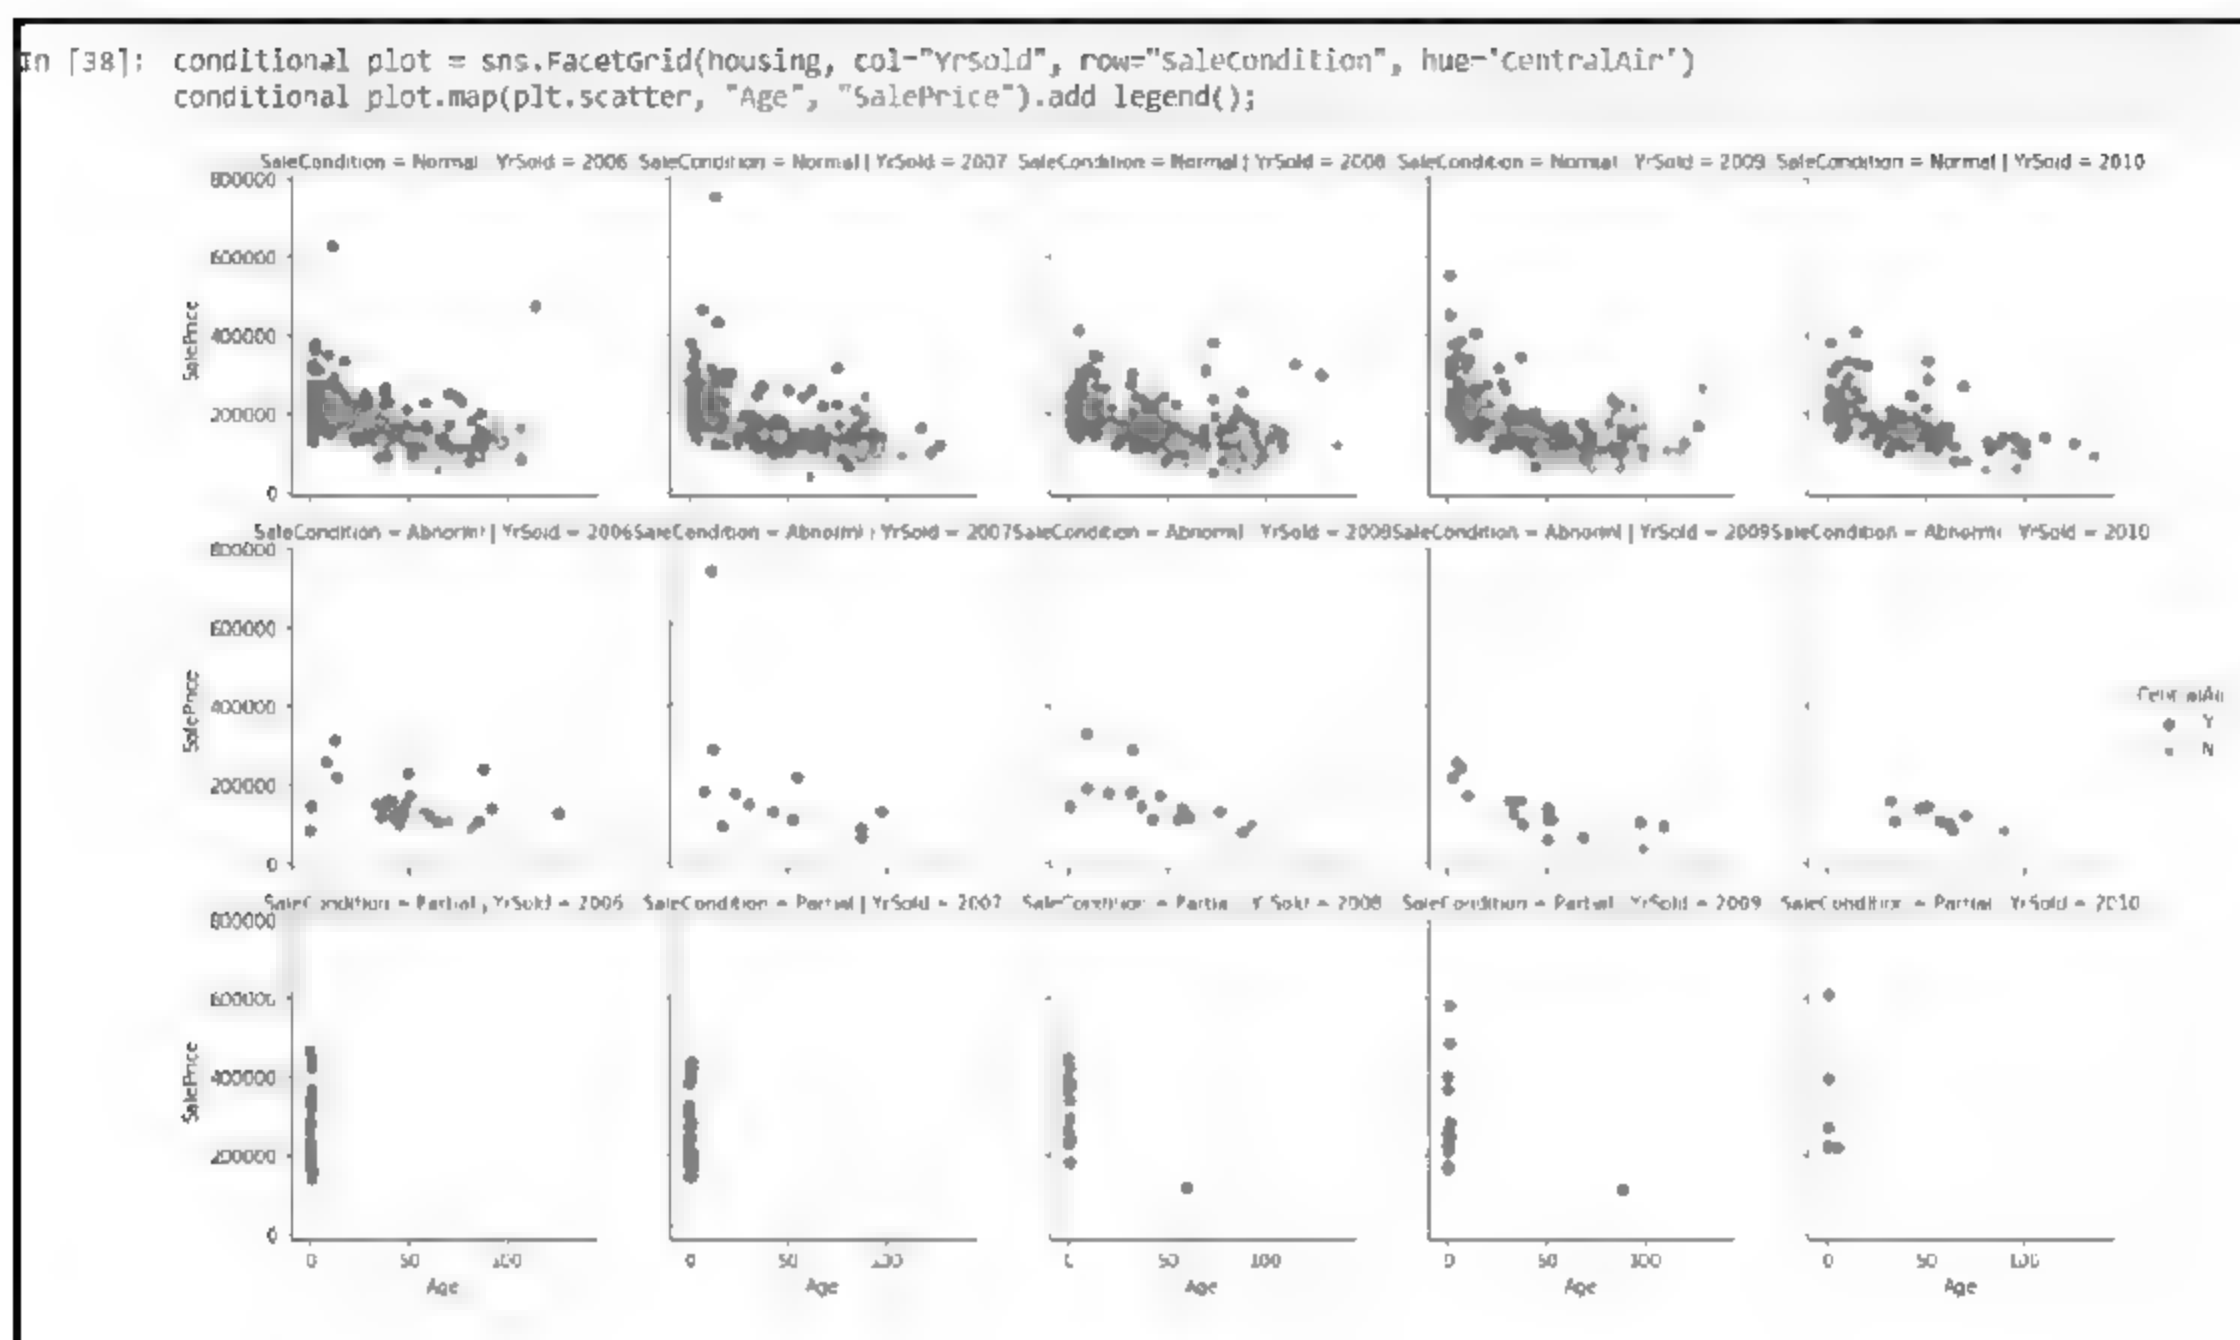 In [38]: conditional plot = sns.FacetGrid(housing, col="YrSold", row="SaleCondition", hue='CentralAir')
conditional plot.map(plt.scatter, "Age", "SalePrice").add legend();
SaleCondition = Normal YrSold = 2006 SaleCondition = Normal | YrSold = 2007 SaleCondition = Normal | YrSold = 2008 SaleCondition = Normal YrSold = 2009 SaleCondition = Normal | YrSold = 2010
800000
600000
400000
200000
0
SalePrice
SaleCondition = Abnorml | YrSold = 2006 SaleCondition = Abnorml | YrSold = 2007 SaleCondition = Abnorml YrSold = 2008 SaleCondition = Abnorml | YrSold = 2009 SaleCondition = Abnorml YrSold = 2010
800000
600000
400000
200000
0
SalePrice
CentralAir
Y
N
SaleCondition = Partial | YrSold = 2006 SaleCondition = Partial | YrSold = 2007 SaleCondition = Partial YrSold = 2008 SaleCondition = Partial YrSold = 2009 SaleCondition = Partial YrSold = 2010
800000
600000
400000
200000
0
SalePrice
0 50 100 0 50 100 0 50 100 0 50 100 0 50 100
Age Age Age Age Age